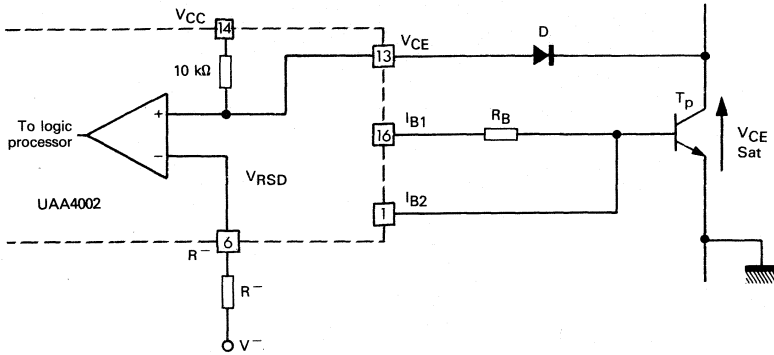 VCC
14
VCE
13
D
10 kΩ
+
−
To logic
processor
VRSD
UAA4002
IB1
16
RB
Tp
VCE
Sat
IB2
1
6
R−
R−
V−